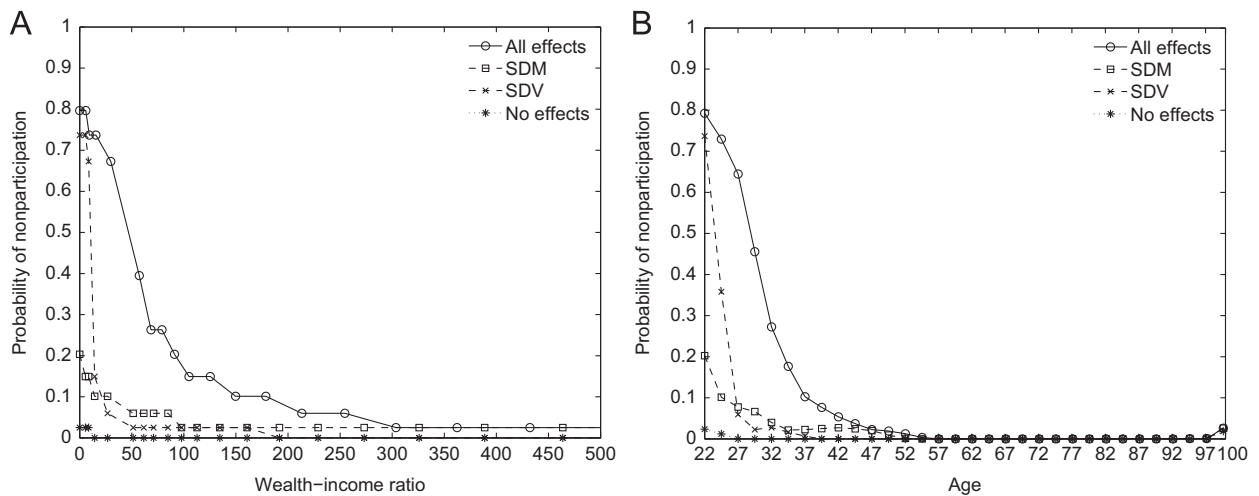 A
Probability of nonparticipation
1
0.9
0.8
0.7
0.6
0.5
0.4
0.3
0.2
0.1
0
0 50 100 150 200 250 300 350 400 450 500
Wealth−income ratio
All effects
SDM
SDV
No effects
B
Probability of nonparticipation
1
0.9
0.8
0.7
0.6
0.5
0.4
0.3
0.2
0.1
0
22 27 32 37 42 47 52 57 62 67 72 77 82 87 92 97 100
Age
All effects
SDM
SDV
No effects